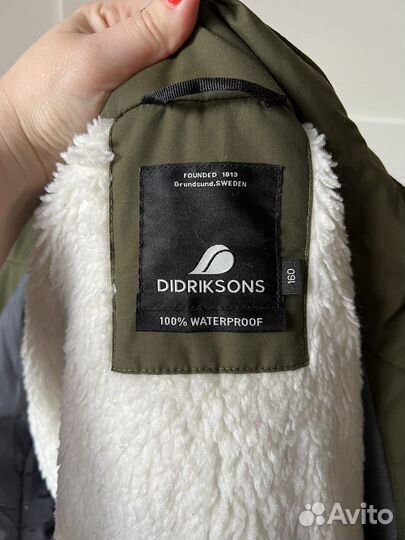 FOUNDED 1913
Grundsund.SWEDEN
DIDRIKSONS
160
100% WATERPROOF
Avito